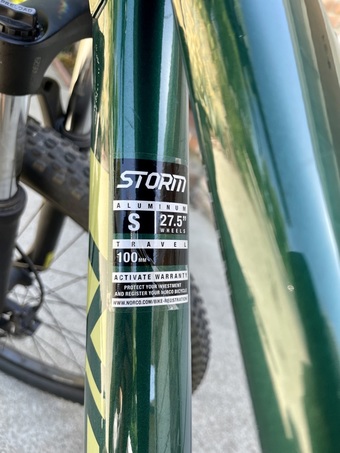 STORM
ALUMINUM
S
27.5"
WHEELS
TRAVEL
100MM
ACTIVATE WARRANTY
PROTECT YOUR INVESTMENT
AND REGISTER YOUR NORCO BICYCLE
WWW.NORCO.COM/BIKE-REGISTRATION